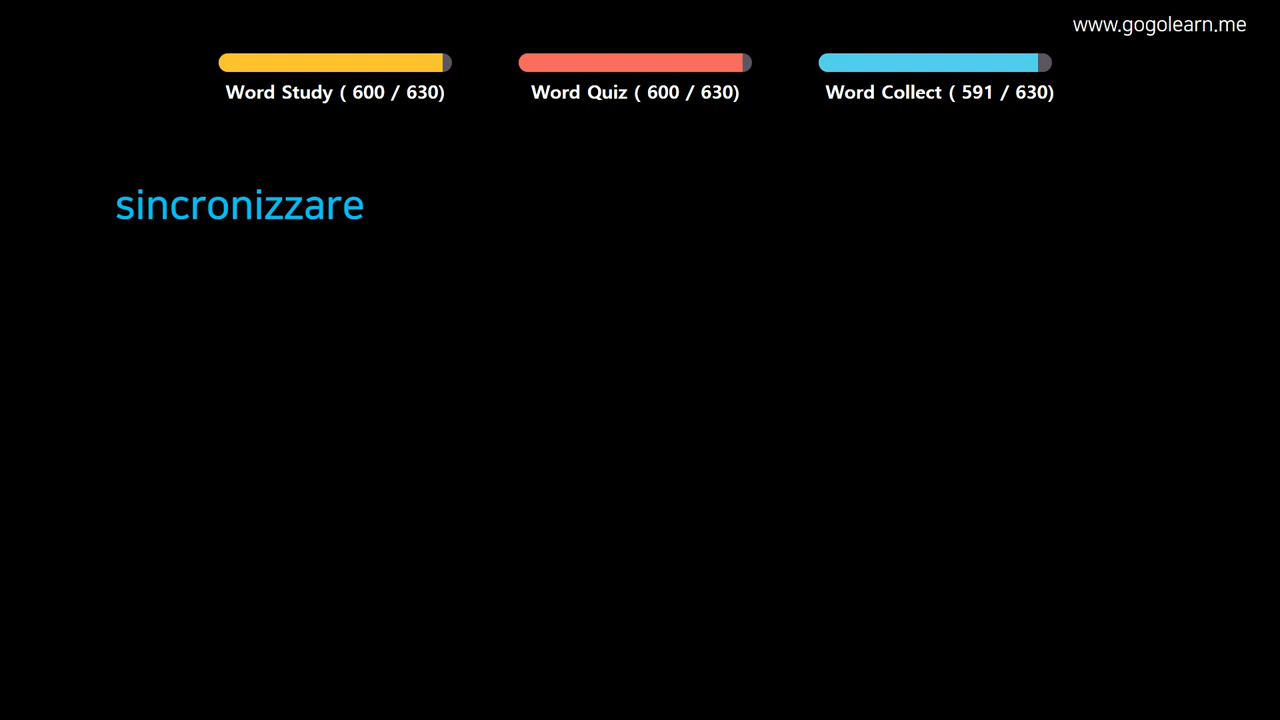 www.gogolearn.me
Word Study ( 600 / 630)
Word Quiz ( 600 / 630)
Word Collect ( 591 / 630)
sincronizzare